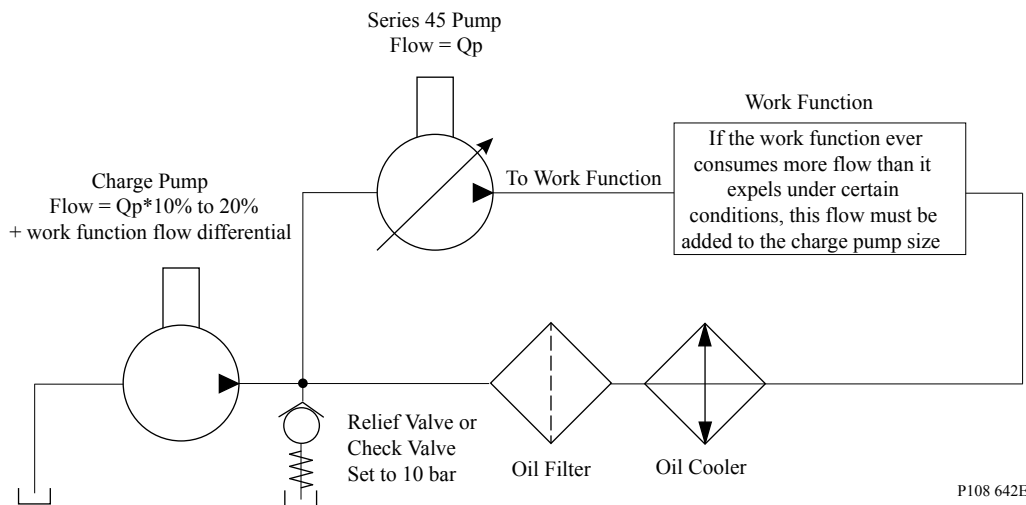 Series 45 Pump
Flow = Qp
Work Function
If the work function ever
consumes more flow than it
expels under certain
conditions, this flow must be
added to the charge pump size
To Work Function
Charge Pump
Flow = Qp*10% to 20%
+ work function flow differential
Relief Valve or
Check Valve
Set to 10 bar
Oil Filter
Oil Cooler
P108 642E